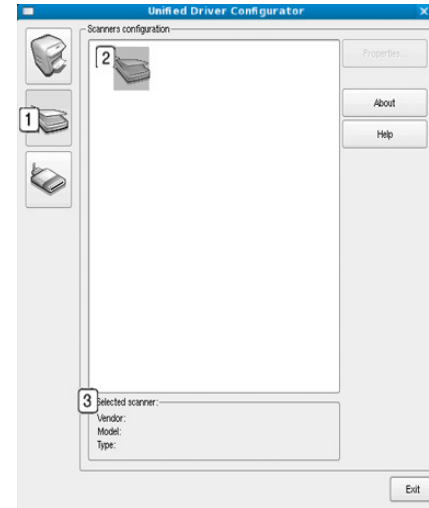 Unified Driver Configurator
Scanners configuration
2
Properties...
About
1
Help
3
Selected scanner:
Vendor:
Model:
Type:
Exit